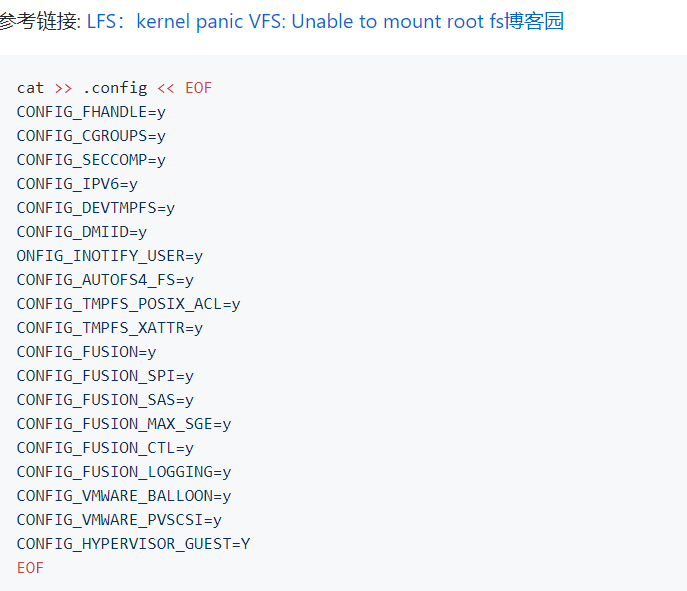 参考链接: LFS：kernel panic VFS: Unable to mount root fs博客园
cat >> .config << EOF
CONFIG_FHANDLE=y
CONFIG_CGROUPS=y
CONFIG_SECCOMP=y
CONFIG_IPV6=y
CONFIG_DEVTMPFS=y
CONFIG_DMIID=y
ONFIG_INOTIFY_USER=y
CONFIG_AUTOFS4_FS=y
CONFIG_TMPFS_POSIX_ACL=y
CONFIG_TMPFS_XATTR=y
CONFIG_FUSION=y
CONFIG_FUSION_SPI=y
CONFIG_FUSION_SAS=y
CONFIG_FUSION_MAX_SGE=y
CONFIG_FUSION_CTL=y
CONFIG_FUSION_LOGGING=y
CONFIG_VMWARE_BALLOON=y
CONFIG_VMWARE_PVSCSI=y
CONFIG_HYPERVISOR_GUEST=Y
EOF